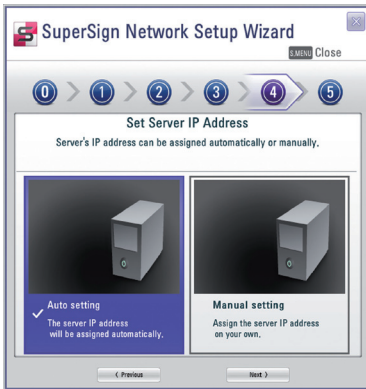 SuperSign Network Setup Wizard
S.MENU Close
0 > 1 > 2 > 3 > 4 > 5
Set Server IP Address
Server's IP address can be assigned automatically or manually.
Auto setting
The server IP address
will be assigned automatically.
Manual setting
Assign the server IP address
on your own.
< Previous
Next >